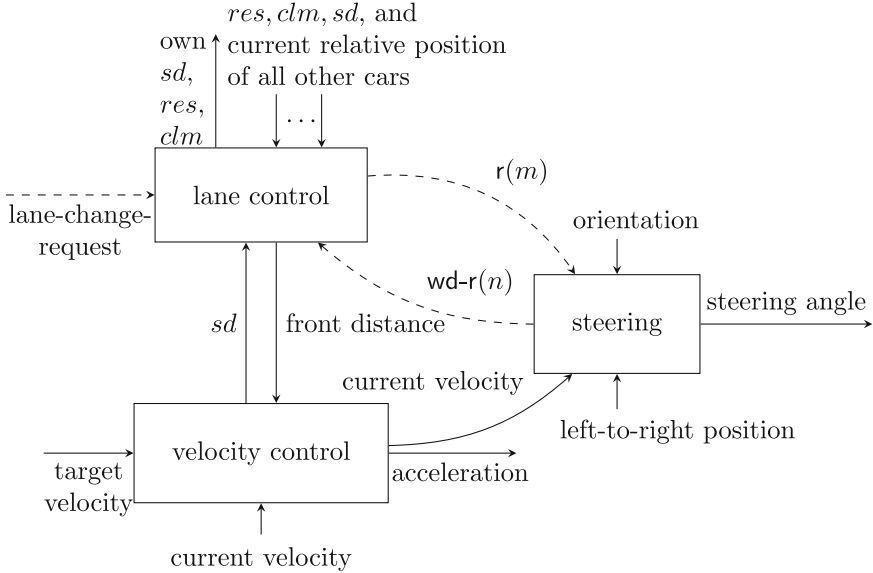 res, clm, sd, and
own
current relative position
sd,
of all other cars
res,
clm
...
lane control
r(m)
lane-change-
request
orientation
wd-r(n)
steering angle
sd
front distance
steering
current velocity
left-to-right position
velocity control
target
velocity
acceleration
current velocity